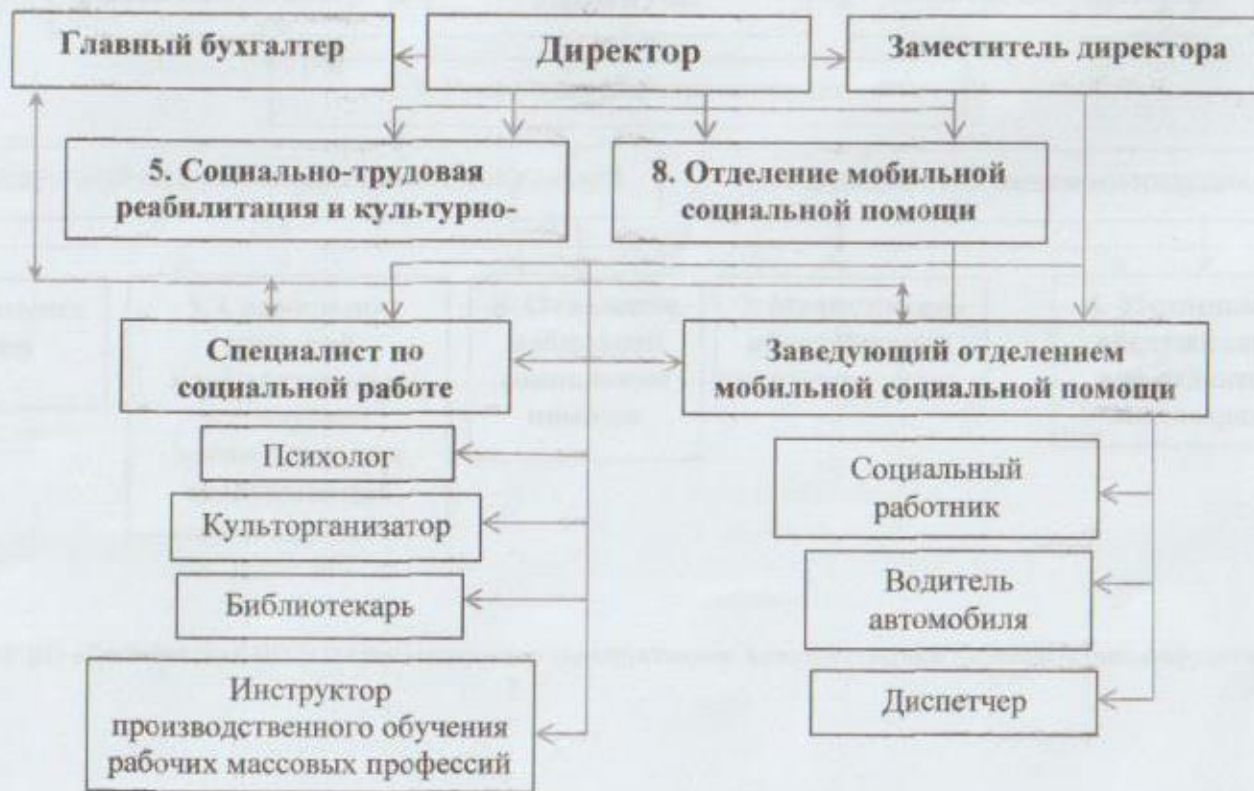 Главный бухгалтер
Директор
Заместитель директора
5. Социально-трудовая
реабилитация и культурно-
8. Отделение мобильной
социальной помощи
Специалист по
социальной работе
Заведующий отделением
мобильной социальной помощи
Психолог
Культорганизатор
Библиотекарь
Инструктор
производственного обучения
рабочих массовых профессий
Социальный
работник
Водитель
автомобиля
Диспетчер